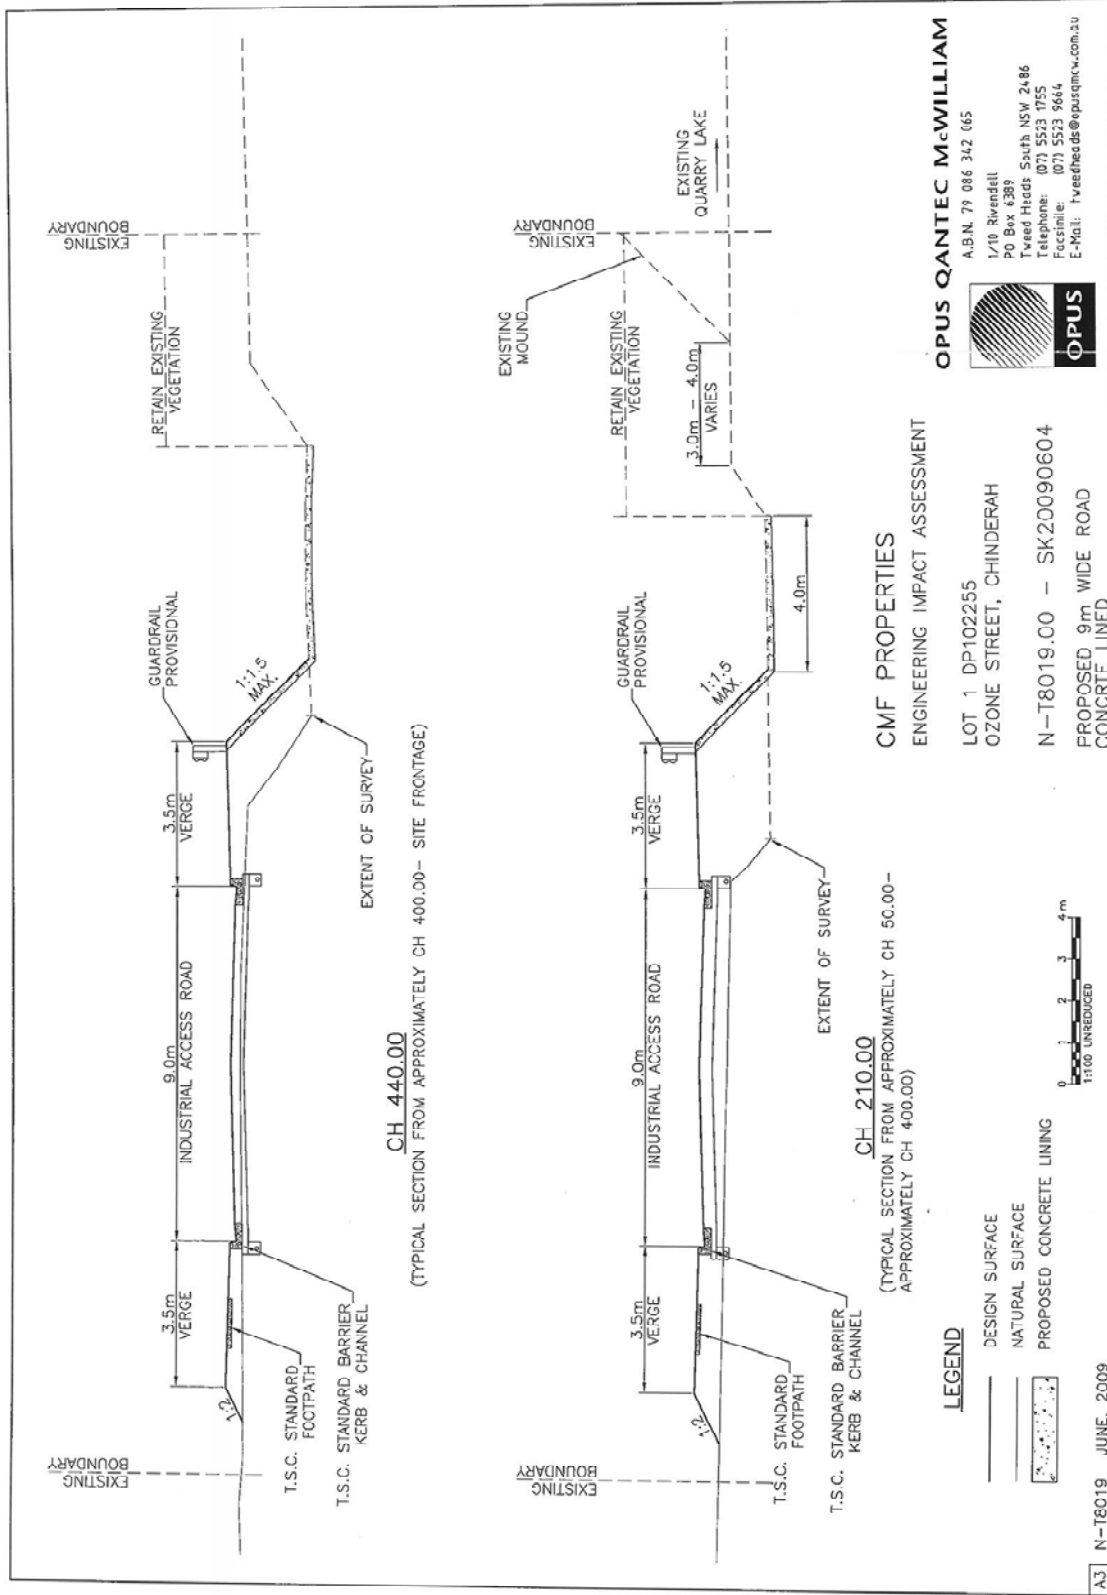 EXISTING
BOUNDARY
EXISTING
BOUNDARY
RETAIN EXISTING
VEGETATION
GUARDRAIL
PROVISIONAL
1:1.5
MAX.
3.5m
VERGE
9.0m
INDUSTRIAL ACCESS ROAD
3.5m
VERGE
1:2
T.S.C. STANDARD
FOOTPATH
T.S.C. STANDARD BARRIER
KERB & CHANNEL
EXTENT OF SURVEY
CH 440.00
(TYPICAL SECTION FROM APPROXIMATELY CH 400.00- SITE FRONTAGE)
EXISTING
BOUNDARY
EXISTING
BOUNDARY
EXISTING
QUARRY LAKE
EXISTING
MOUND
RETAIN EXISTING
VEGETATION
3.0m - 4.0m
VARIES
4.0m
GUARDRAIL
PROVISIONAL
1:1.5
MAX.
3.5m
VERGE
9.0m
INDUSTRIAL ACCESS ROAD
3.5m
VERGE
1:2
T.S.C. STANDARD
FOOTPATH
T.S.C. STANDARD BARRIER
KERB & CHANNEL
EXTENT OF SURVEY
CH 210.00
(TYPICAL SECTION FROM APPROXIMATELY CH 50.00-
APPROXIMATELY CH 400.00)
LEGEND
DESIGN SURFACE
NATURAL SURFACE
PROPOSED CONCRETE LINING
0 1 2 3 4m
1:100 UNREDUCED
CMF PROPERTIES
ENGINEERING IMPACT ASSESSMENT
LOT 1 DP102255
OZONE STREET, CHINDERAH
N-T8019.00 - SK20090604
PROPOSED 9m WIDE ROAD
CONCRETE LINED
OPUS QANTEC McWILLIAM
A.B.N. 79 086 342 065
1/10 Rivendell
PO Box 6389
Tweed Heads South NSW 2486
Telephone: (07) 5523 1755
Facsimile: (07) 5523 9664
E-Mail: tweedheads@opusqmcw.com.au
OPUS
A3 N-T8019 JUNE, 2009